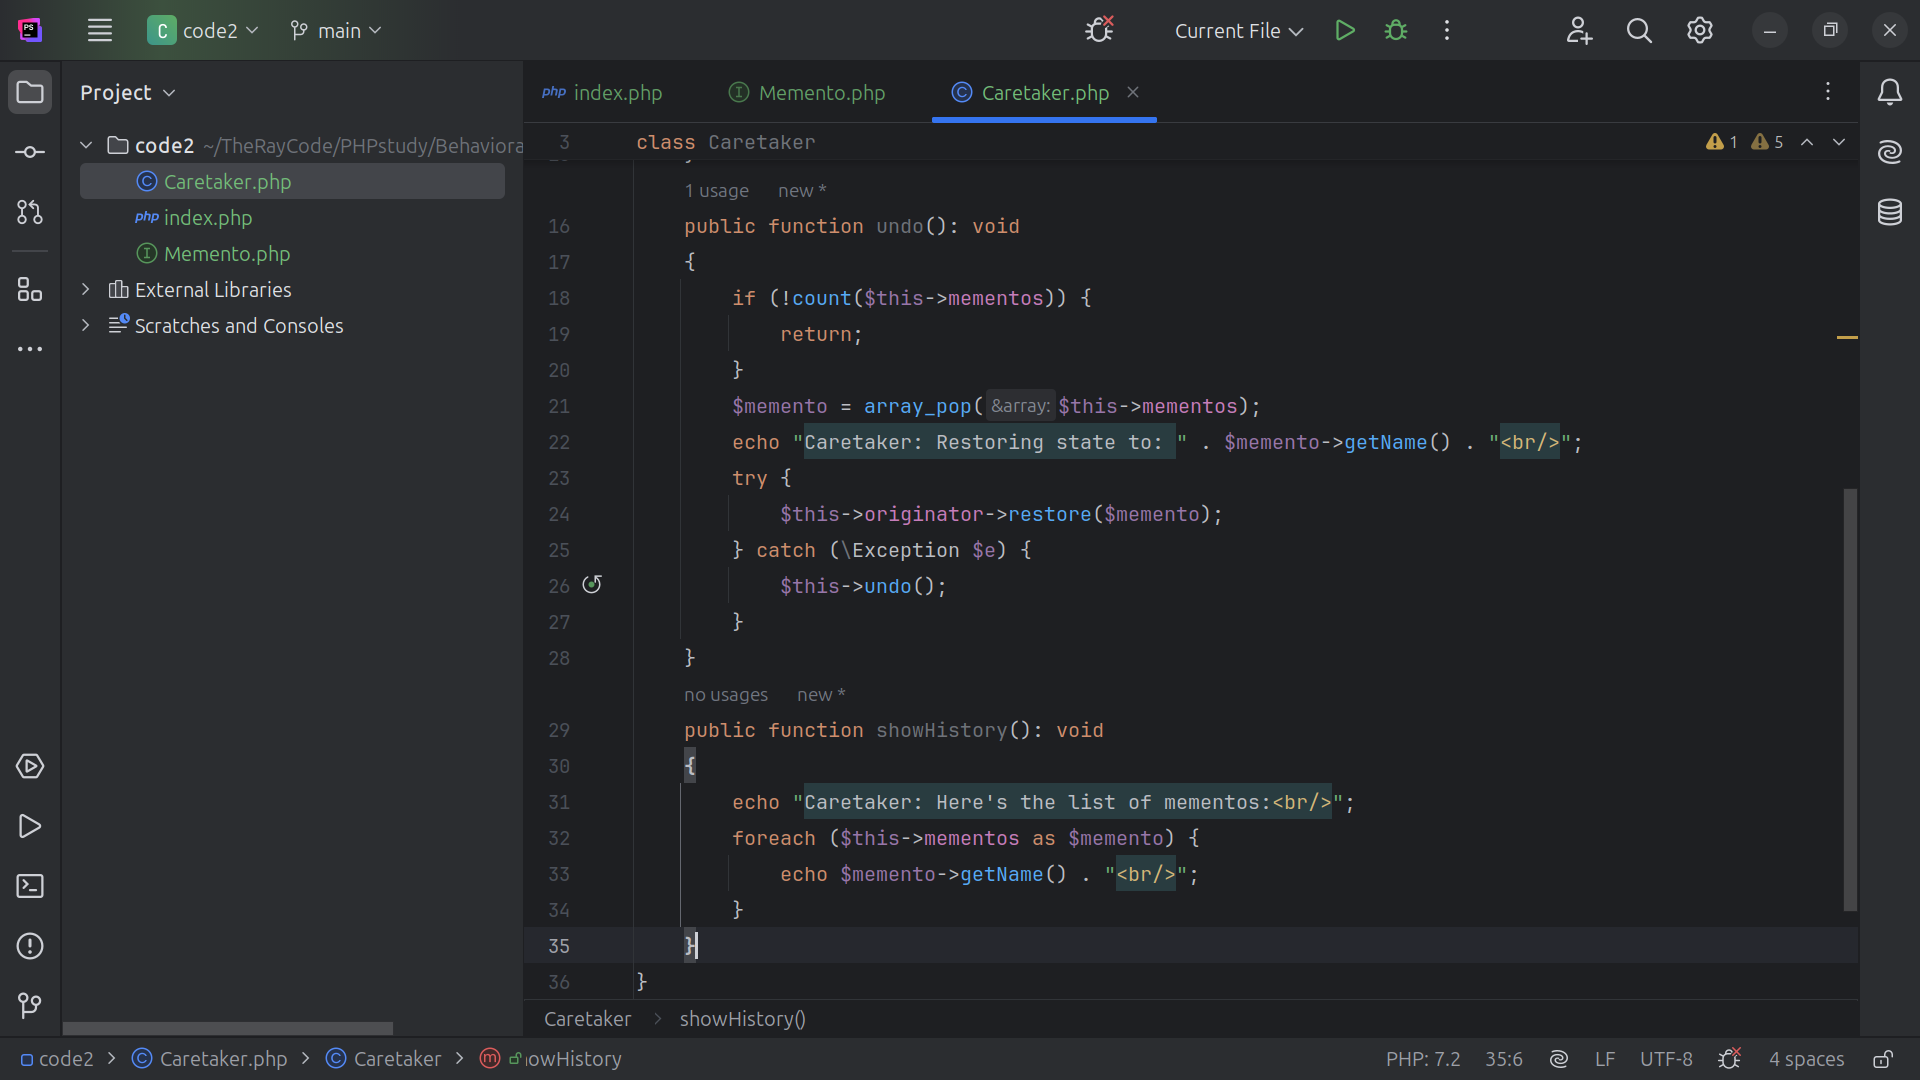 PS
C code2 main
Current File
Project
code2 ~/TheRayCode/PHPstudy/Behaviora
Caretaker.php
php index.php
Memento.php
External Libraries
Scratches and Consoles
php index.php Memento.php Caretaker.php
3 class Caretaker 1 5
1 usage new *
16 public function undo(): void
17 {
18 if (!count($this->mementos)) {
19 return;
20 }
21 $memento = array_pop( &array: $this->mementos);
22 echo "Caretaker: Restoring state to: " . $memento->getName() . "<br/>";
23 try {
24 $this->originator->restore($memento);
25 } catch (\Exception $e) {
26 $this->undo();
27 }
28 }
no usages new *
29 public function showHistory(): void
30 {
31 echo "Caretaker: Here's the list of mementos:<br/>";
32 foreach ($this->mementos as $memento) {
33 echo $memento->getName() . "<br/>";
34 }
35 }
36 }
Caretaker > showHistory()
code2 > Caretaker.php > Caretaker > howHistory
PHP: 7.2 35:6 LF UTF-8 4 spaces